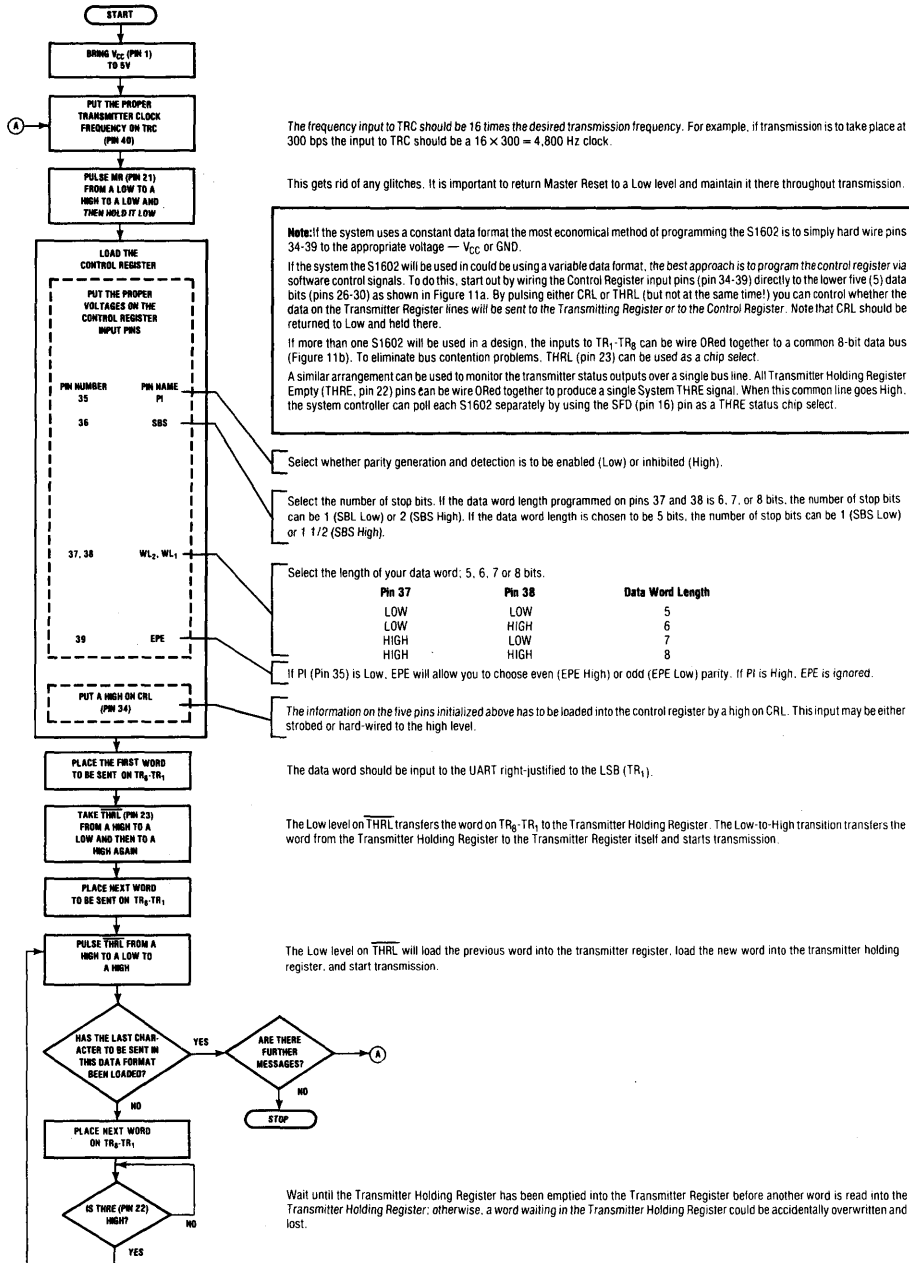 START
BRING VCC (PIN 1)
TO 5V
A
PUT THE PROPER
TRANSMITTER CLOCK
FREQUENCY ON TRC
(PIN 40)
The frequency input to TRC should be 16 times the desired transmission frequency. For example, if transmission is to take place at
300 bps the input to TRC should be a 16 × 300 = 4,800 Hz clock.
PULSE MR (PIN 21)
FROM A LOW TO A
HIGH TO A LOW AND
THEN HOLD IT LOW
This gets rid of any glitches. It is important to return Master Reset to a Low level and maintain it there throughout transmission.
Note:If the system uses a constant data format the most economical method of programming the S1602 is to simply hard wire pins
34-39 to the appropriate voltage — VCC or GND.
If the system the S1602 will be used in could be using a variable data format, the best approach is to program the control register via
software control signals. To do this, start out by wiring the Control Register input pins (pin 34-39) directly to the lower five (5) data
bits (pins 26-30) as shown in Figure 11a. By pulsing either CRL or THRL (but not at the same time!) you can control whether the
data on the Transmitter Register lines will be sent to the Transmitting Register or to the Control Register. Note that CRL should be
returned to Low and held there.
If more than one S1602 will be used in a design, the inputs to TR1-TR8 can be wire ORed together to a common 8-bit data bus
(Figure 11b). To eliminate bus contention problems. THRL (pin 23) can be used as a chip select.
A similar arrangement can be used to monitor the transmitter status outputs over a single bus line. All Transmitter Holding Register
Empty (THRE, pin 22) pins can be wire ORed together to produce a single System THRE signal. When this common line goes High,
the system controller can poll each S1602 separately by using the SFD (pin 16) pin as a THRE status chip select.
LOAD THE
CONTROL REGISTER
PUT THE PROPER
VOLTAGES ON THE
CONTROL REGISTER
INPUT PINS
PIN NUMBER PIN NAME
35 PI
36 SBS
Select whether parity generation and detection is to be enabled (Low) or inhibited (High).
Select the number of stop bits. If the data word length programmed on pins 37 and 38 is 6, 7, or 8 bits, the number of stop bits
can be 1 (SBL Low) or 2 (SBS High). If the data word length is chosen to be 5 bits, the number of stop bits can be 1 (SBS Low)
or 1 1/2 (SBS High).
37, 38 WL2, WL1
Select the length of your data word; 5, 6, 7 or 8 bits.
Pin 37 Pin 38 Data Word Length
LOW LOW 5
LOW HIGH 6
HIGH LOW 7
HIGH HIGH 8
39 EPE
If PI (Pin 35) is Low, EPE will allow you to choose even (EPE High) or odd (EPE Low) parity. If PI is High, EPE is ignored.
PUT A HIGH ON CRL
(PIN 34)
The information on the five pins initialized above has to be loaded into the control register by a high on CRL. This input may be either
strobed or hard-wired to the high level.
PLACE THE FIRST WORD
TO BE SENT ON TR8-TR1
The data word should be input to the UART right-justified to the LSB (TR1).
TAKE THRL (PIN 23)
FROM A HIGH TO A
LOW AND THEN TO A
HIGH AGAIN
The Low level on THRL transfers the word on TR8-TR1 to the Transmitter Holding Register. The Low-to-High transition transfers the
word from the Transmitter Holding Register to the Transmitter Register itself and starts transmission.
PLACE NEXT WORD
TO BE SENT ON TR8-TR1
PULSE THRL FROM A
HIGH TO A LOW TO
A HIGH
The Low level on THRL will load the previous word into the transmitter register, load the new word into the transmitter holding
register, and start transmission.
HAS THE LAST CHAR-
ACTER TO BE SENT IN
THIS DATA FORMAT
BEEN LOADED?
YES
ARE THERE
FURTHER
MESSAGES?
A
NO
NO
STOP
PLACE NEXT WORD
ON TR8-TR1
IS THRE (PIN 22)
HIGH?
NO
YES
Wait until the Transmitter Holding Register has been emptied into the Transmitter Register before another word is read into the
Transmitter Holding Register; otherwise, a word waiting in the Transmitter Holding Register could be accidentally overwritten and
lost.